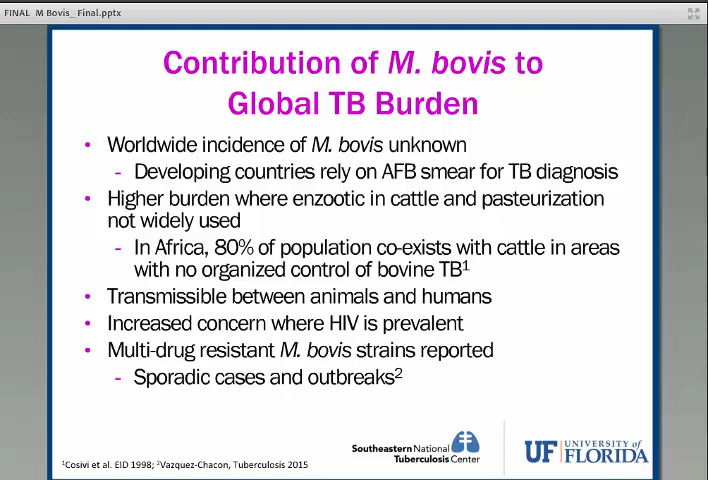 FINAL M Bovis_ Final.pptx
Contribution of M. bovis to
Global TB Burden
• Worldwide incidence of M. bovis unknown
- Developing countries rely on AFB smear for TB diagnosis
• Higher burden where enzootic in cattle and pasteurization
not widely used
- In Africa, 80% of population co-exists with cattle in areas
with no organized control of bovine TB¹
• Transmissible between animals and humans
• Increased concern where HIV is prevalent
• Multi-drug resistant M. bovis strains reported
- Sporadic cases and outbreaks²
¹Cosivi et al. EID 1998; ²Vazquez-Chacon, Tuberculosis 2015
Southeastern National
Tuberculosis Center
UF UNIVERSITY of
FLORIDA